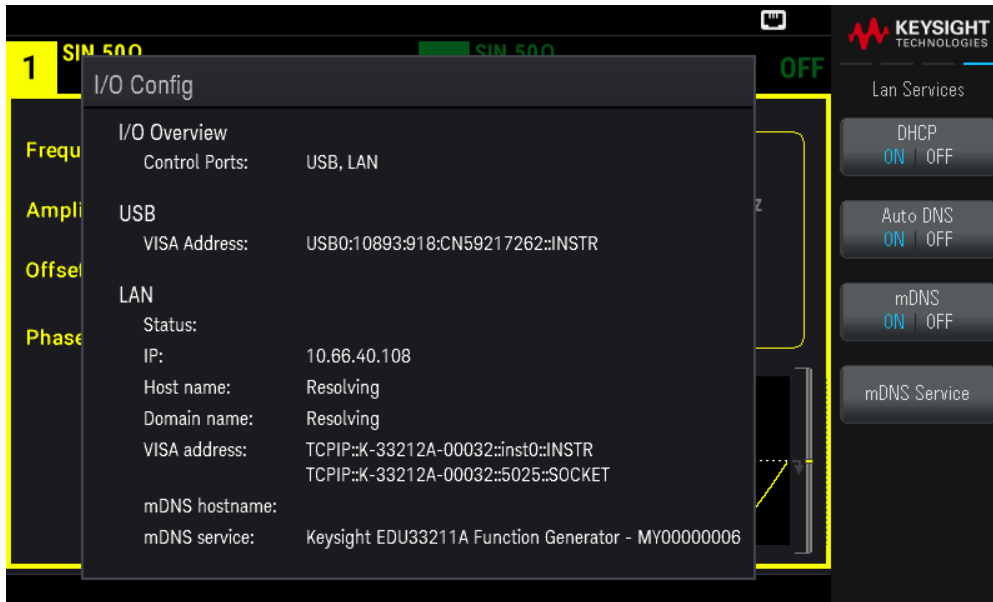 KEYSIGHT
TECHNOLOGIES
1
SIN 50Ω
SIN 50Ω
OFF
I/O Config
I/O Overview
Control Ports: USB, LAN
USB
VISA Address: USB0:10893:918:CN59217262::INSTR
LAN
Status:
IP: 10.66.40.108
Host name: Resolving
Domain name: Resolving
VISA address: TCPIP::K-33212A-00032::inst0::INSTR
TCPIP::K-33212A-00032::5025::SOCKET
mDNS hostname:
mDNS service: Keysight EDU33211A Function Generator - MY00000006
Frequ
Ampli
z
Offset
Phase
Lan Services
DHCP
ON | OFF
Auto DNS
ON | OFF
mDNS
ON | OFF
mDNS Service